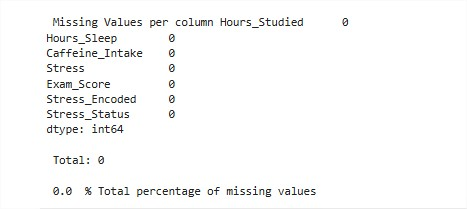 Missing Values per column Hours_Studied      0
Hours_Sleep        0
Caffeine_Intake    0
Stress             0
Exam_Score         0
Stress_Encoded     0
Stress_Status      0
dtype: int64
Total: 0
0.0  % Total percentage of missing values